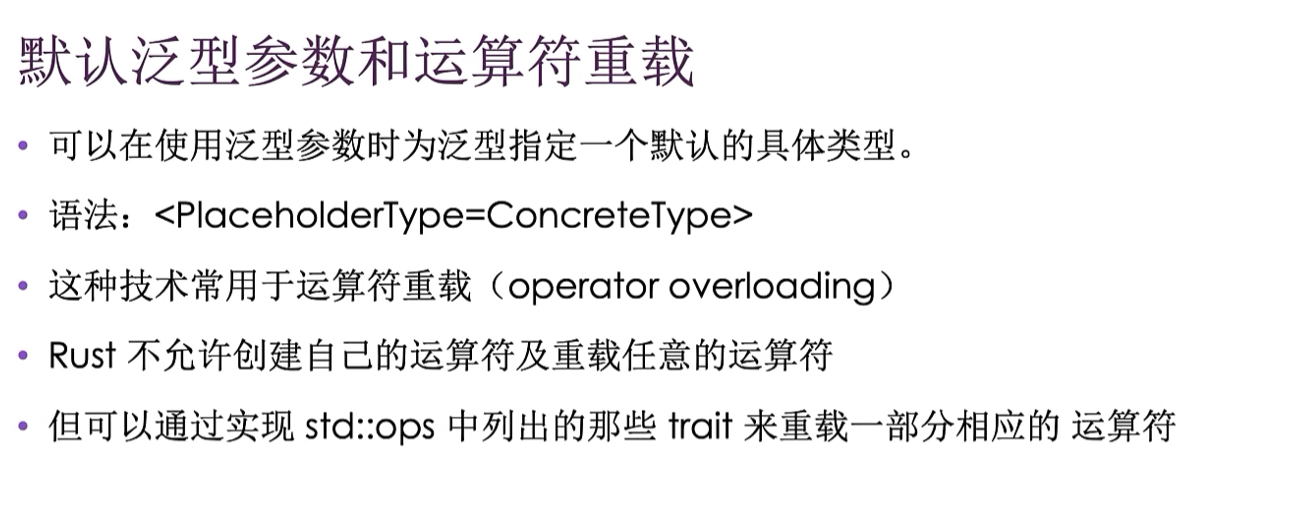 默认泛型参数和运算符重载
• 可以在使用泛型参数时为泛型指定一个默认的具体类型。
• 语法：<PlaceholderType=ConcreteType>
• 这种技术常用于运算符重载（operator overloading）
• Rust 不允许创建自己的运算符及重载任意的运算符
• 但可以通过实现 std::ops 中列出的那些 trait 来重载一部分相应的 运算符